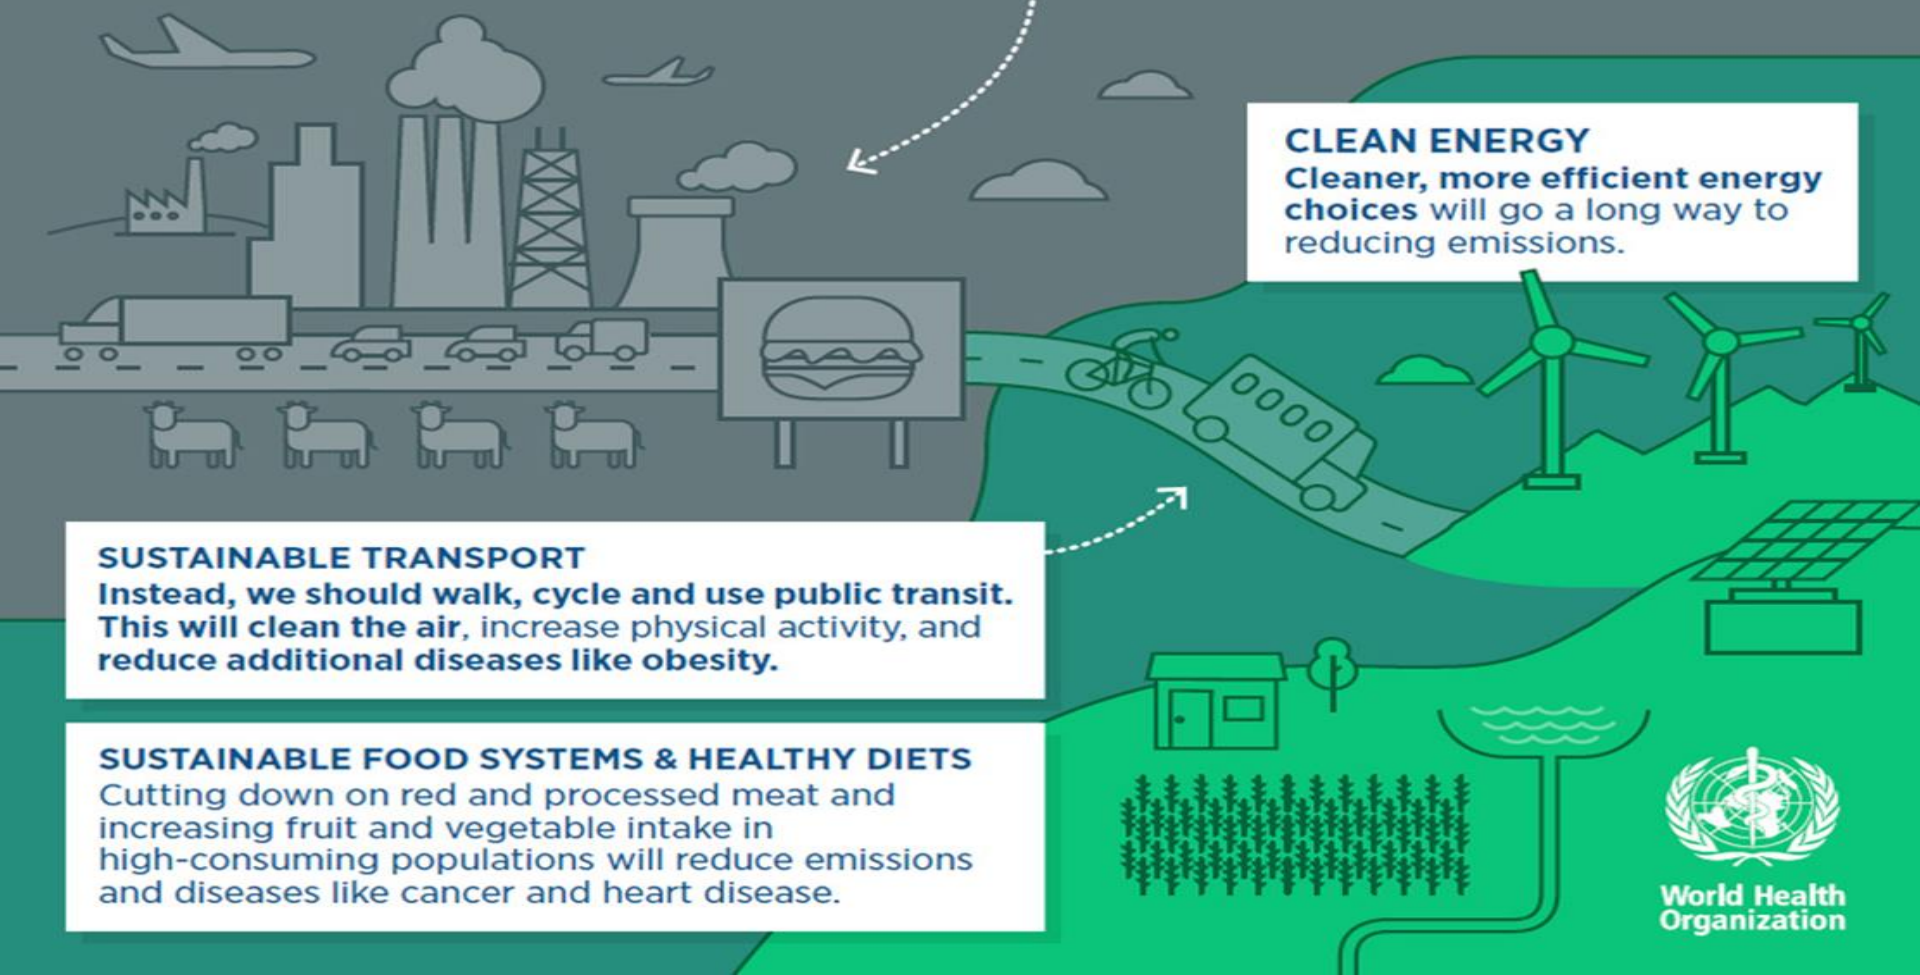 CLEAN ENERGY
Cleaner, more efficient energy
choices will go a long way to
reducing emissions.
SUSTAINABLE TRANSPORT
Instead, we should walk, cycle and use public transit.
This will clean the air, increase physical activity, and
reduce additional diseases like obesity.
SUSTAINABLE FOOD SYSTEMS & HEALTHY DIETS
Cutting down on red and processed meat and
increasing fruit and vegetable intake in
high-consuming populations will reduce emissions
and diseases like cancer and heart disease.
World Health
Organization